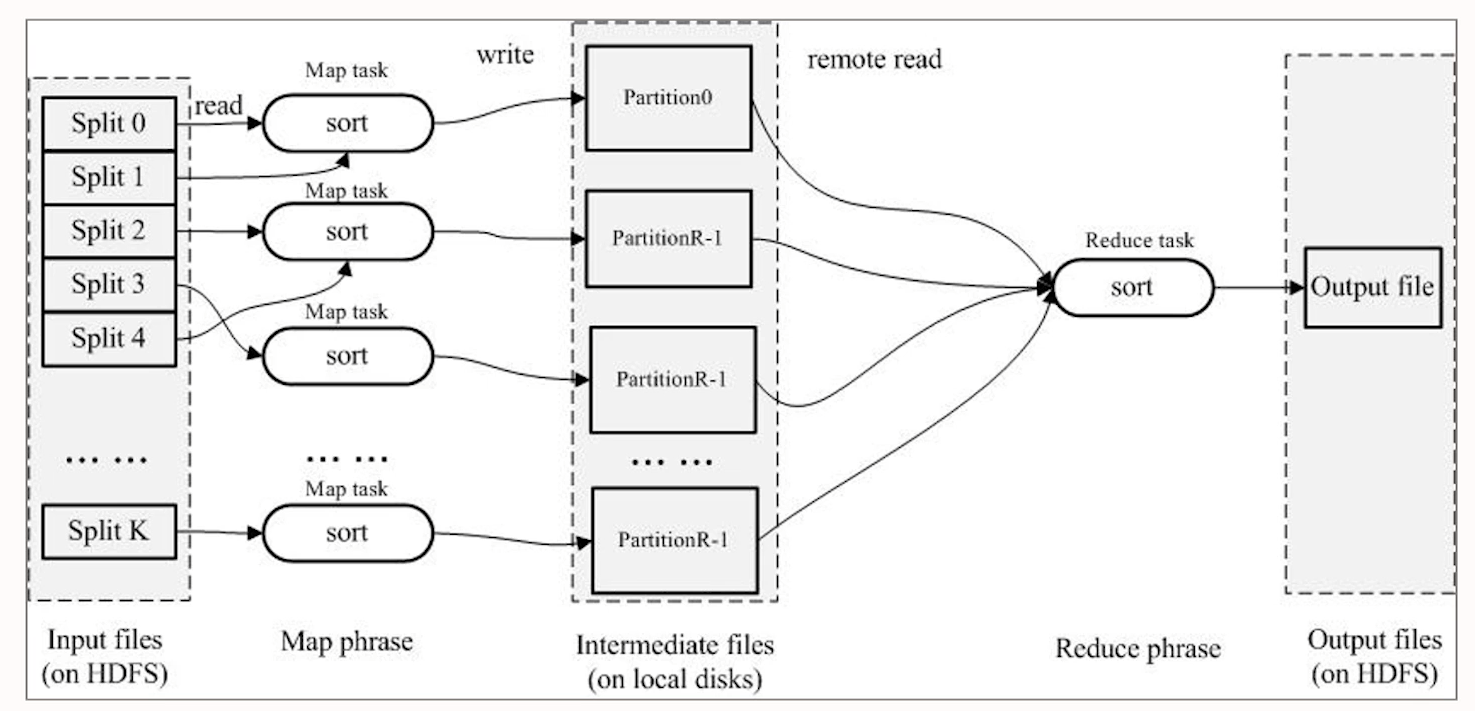 Split 0
Split 1
Split 2
Split 3
Split 4
... ...
Split K
Input files
(on HDFS)
read
Map task
sort
Map task
sort
Map task
sort
... ...
Map task
sort
Map phrase
write
Partition0
PartitionR-1
PartitionR-1
... ...
PartitionR-1
Intermediate files
(on local disks)
remote read
Reduce task
sort
Reduce phrase
Output file
Output files
(on HDFS)